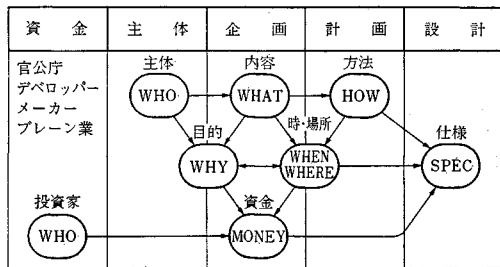 資金 主体 企画 計画 設計
官公庁
デベロッパー
メーカー
ブレーン業
主体 内容 方法
WHO WHAT HOW
目的 時・場所 仕様
WHY WHEN WHERE SPEC
投資家 資金
WHO MONEY